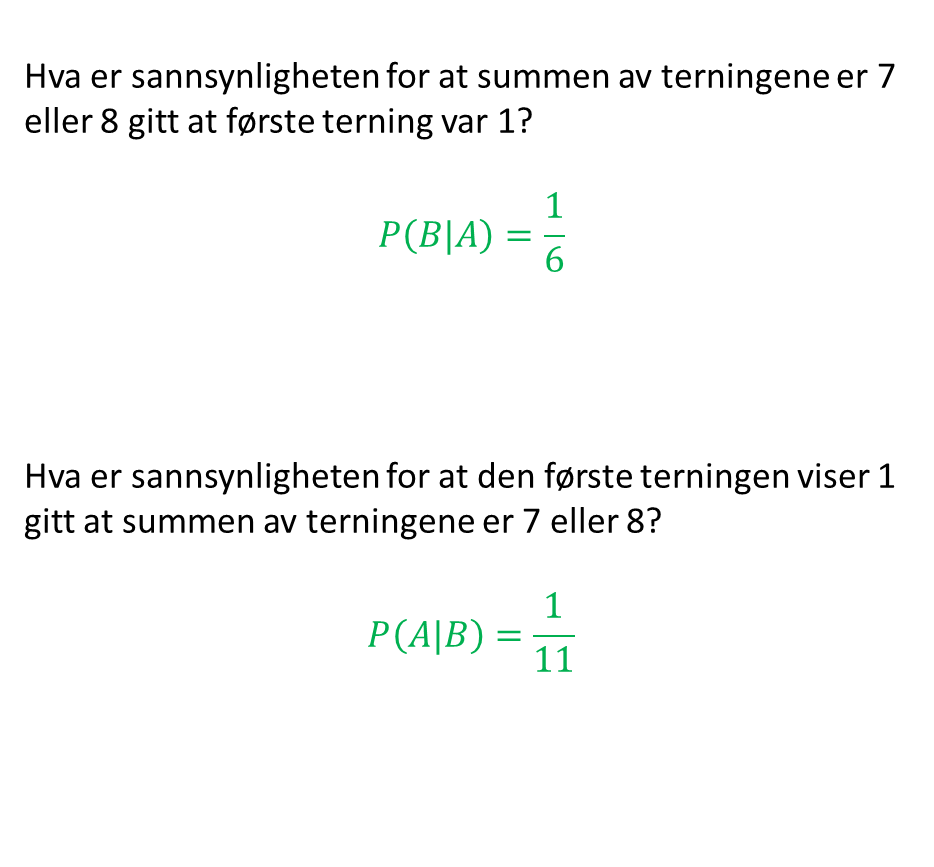 Hva er sannsynligheten for at summen av terningene er 7
eller 8 gitt at første terning var 1?
P(B|A) = 1/6
Hva er sannsynligheten for at den første terningen viser 1
gitt at summen av terningene er 7 eller 8?
P(A|B) = 1/11